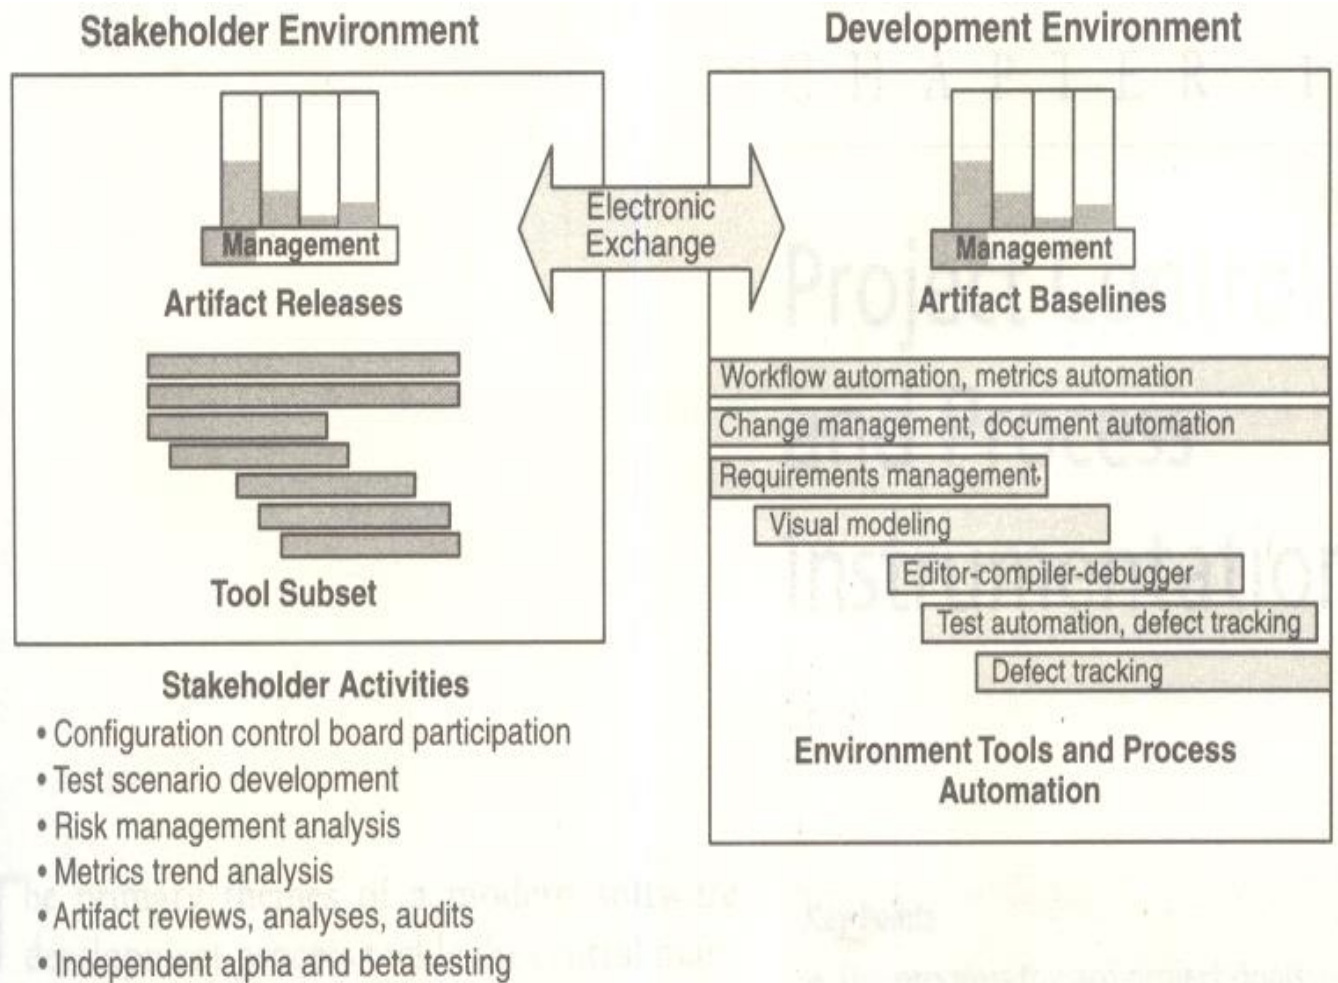 Stakeholder Environment
Management
Artifact Releases
Tool Subset
Stakeholder Activities
• Configuration control board participation
• Test scenario development
• Risk management analysis
• Metrics trend analysis
• Artifact reviews, analyses, audits
• Independent alpha and beta testing
Electronic
Exchange
Development Environment
Management
Artifact Baselines
Workflow automation, metrics automation
Change management, document automation
Requirements management
Visual modeling
Editor-compiler-debugger
Test automation, defect tracking
Defect tracking
Environment Tools and Process
Automation